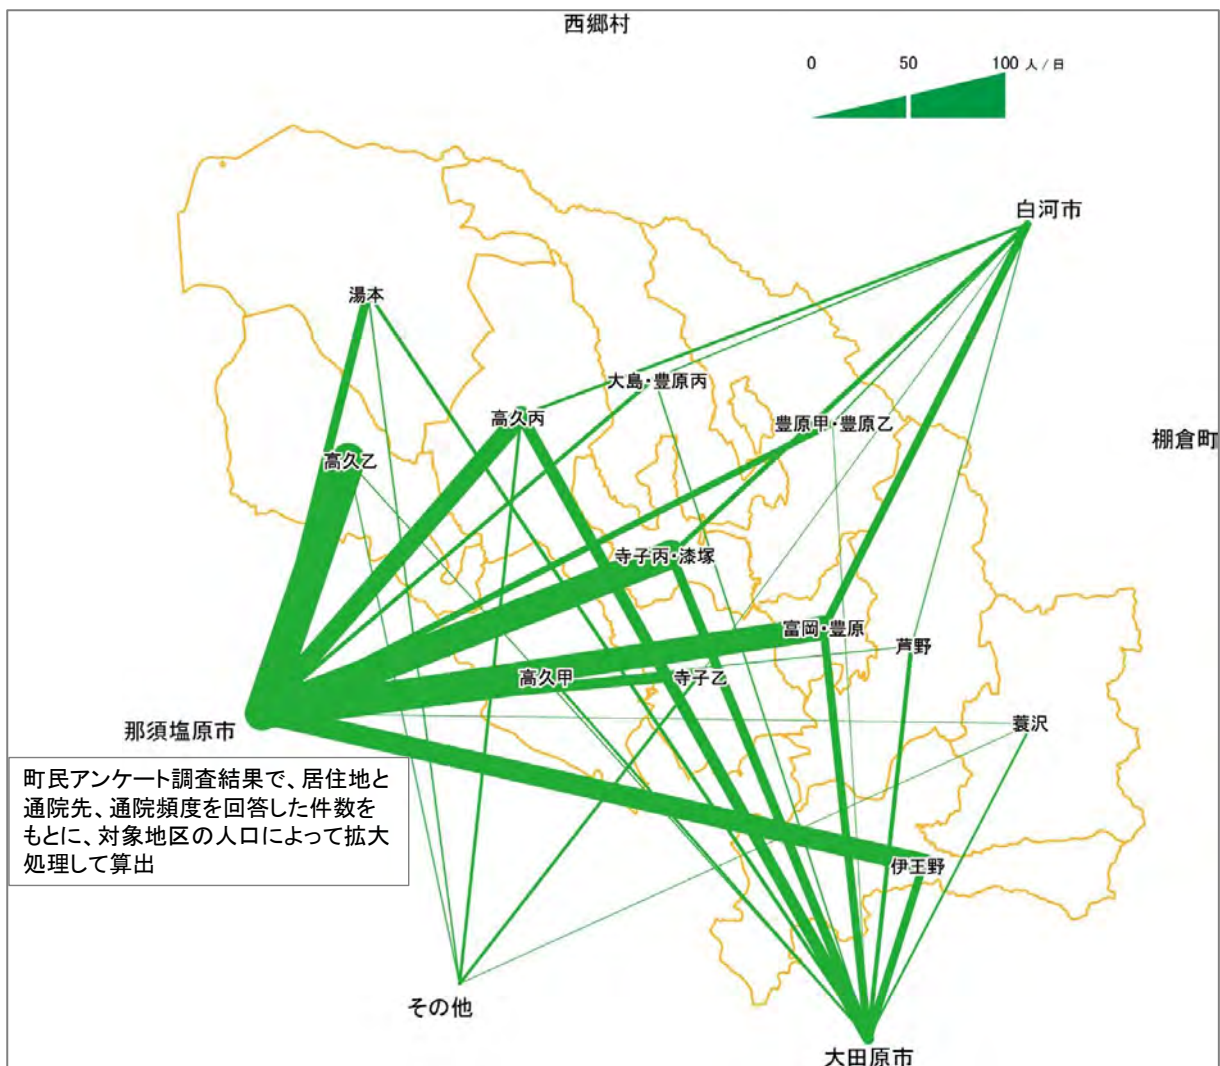 西郷村
0 50 100 人/日
白河市
湯本
大島・豊原丙
高久丙
豊原甲・豊原乙
棚倉町
高久乙
寺子丙・漆塚
富岡・豊原
芦野
高久甲
寺子乙
蓑沢
那須塩原市
町民アンケート調査結果で、居住地と
通院先、通院頻度を回答した件数を
もとに、対象地区の人口によって拡大
処理して算出
伊王野
その他
大田原市